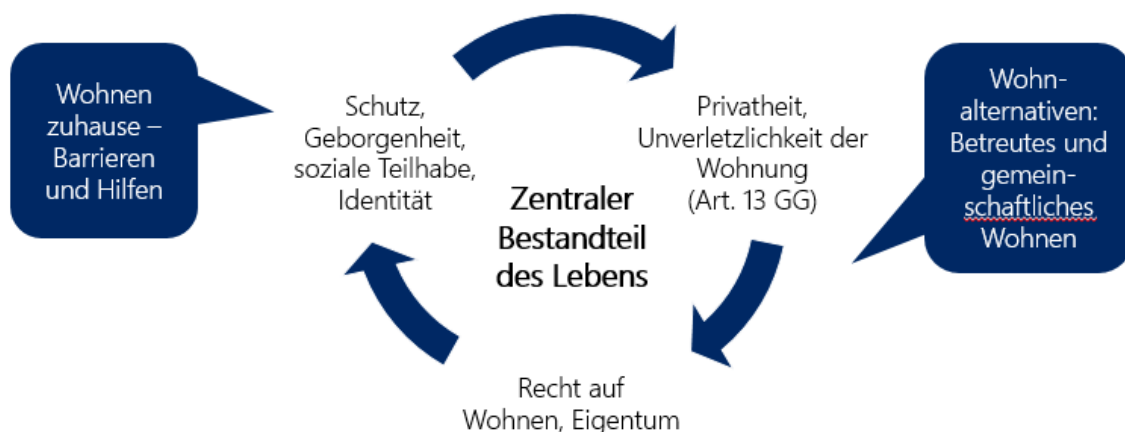 Wohnen
zuhause –
Barrieren
und Hilfen
Schutz,
Geborgenheit,
soziale Teilhabe,
Identität
Zentraler
Bestandteil
des Lebens
Privatheit,
Unverletzlichkeit der
Wohnung
(Art. 13 GG)
Wohn-
alternativen:
Betreutes und
gemein-
schaftliches
Wohnen
Recht auf
Wohnen, Eigentum